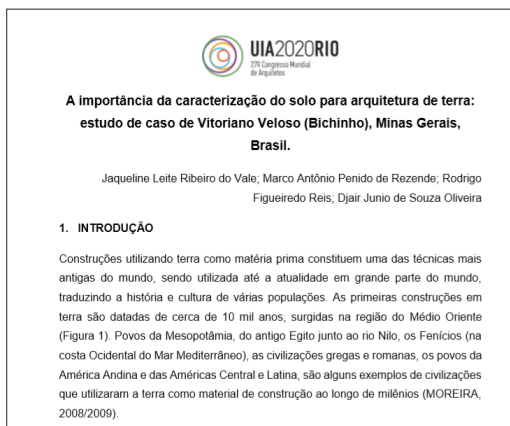 UIA2020RIO
27º Congresso Mundial
de Arquitetos
A importância da caracterização do solo para arquitetura de terra:
estudo de caso de Vitoriano Veloso (Bichinho), Minas Gerais,
Brasil.
Jaqueline Leite Ribeiro do Vale; Marco Antônio Penido de Rezende; Rodrigo
Figueiredo Reis; Djair Junio de Souza Oliveira
1. INTRODUÇÃO
Construções utilizando terra como matéria prima constituem uma das técnicas mais
antigas do mundo, sendo utilizada até a atualidade em grande parte do mundo,
traduzindo a história e cultura de várias populações. As primeiras construções em
terra são datadas de cerca de 10 mil anos, surgidas na região do Médio Oriente
(Figura 1). Povos da Mesopotâmia, do antigo Egito junto ao rio Nilo, os Fenícios (na
costa Ocidental do Mar Mediterrâneo), as civilizações gregas e romanas, os povos da
América Andina e das Américas Central e Latina, são alguns exemplos de civilizações
que utilizaram a terra como material de construção ao longo de milênios (MOREIRA,
2008/2009).